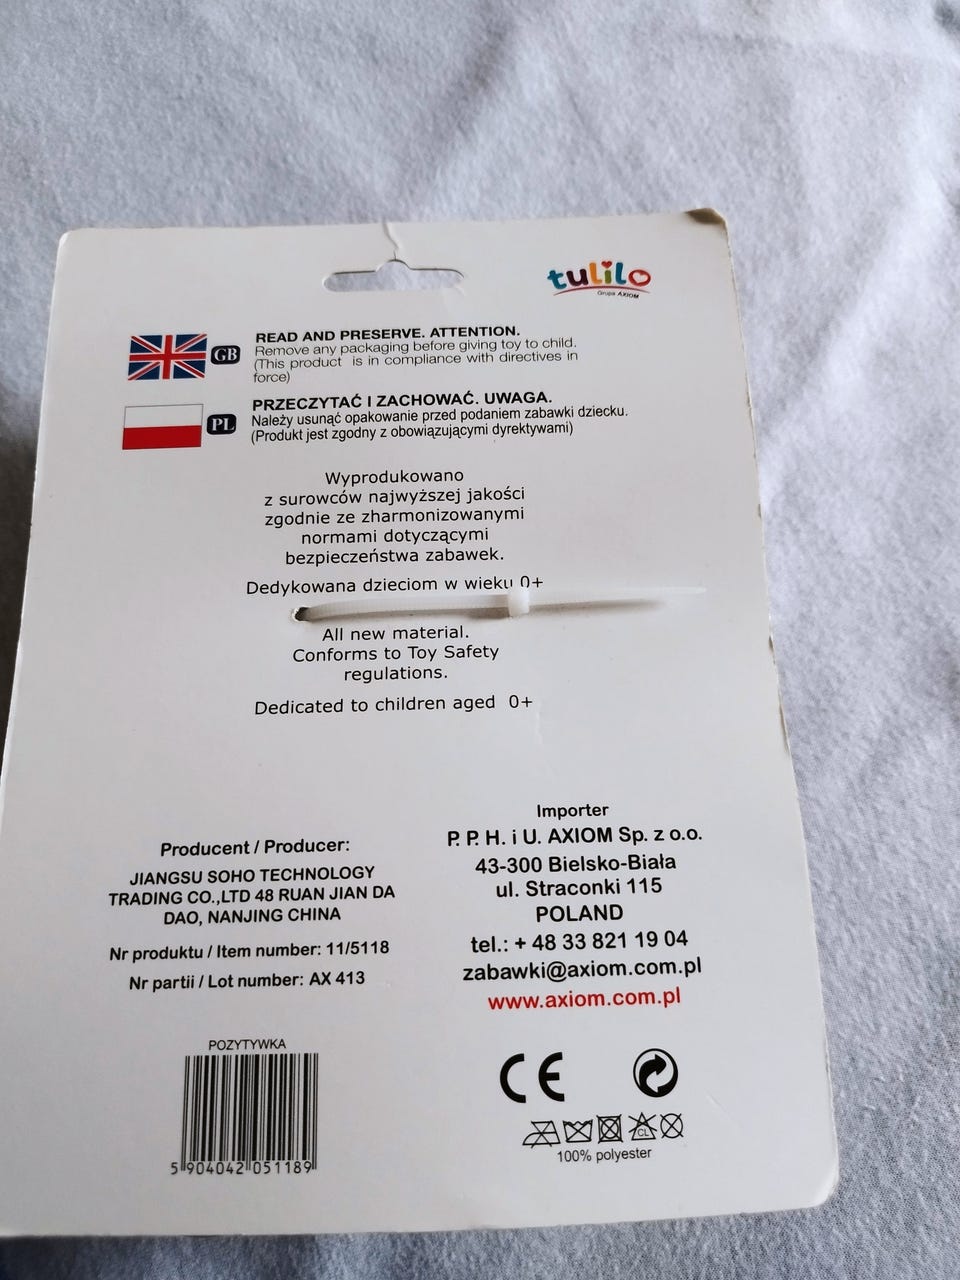 tulilo
Grupa AXIOM
GB
READ AND PRESERVE. ATTENTION.
Remove any packaging before giving toy to child.
(This product is in compliance with directives in
force)
PL
PRZECZYTAĆ I ZACHOWAĆ. UWAGA.
Należy usunąć opakowanie przed podaniem zabawki dziecku.
(Produkt jest zgodny z obowiązującymi dyrektywami)
Wyprodukowano
z surowców najwyższej jakości
zgodnie ze zharmonizowanymi
normami dotyczącymi
bezpieczeństwa zabawek.
Dedykowana dzieciom w wieku 0+
All new material.
Conforms to Toy Safety
regulations.
Dedicated to children aged 0+
Producent / Producer:
JIANGSU SOHO TECHNOLOGY
TRADING CO.,LTD 48 RUAN JIAN DA
DAO, NANJING CHINA
Nr produktu / Item number: 11/5118
Nr partii / Lot number: AX 413
Importer
P. P. H. i U. AXIOM Sp. z o.o.
43-300 Bielsko-Biała
ul. Straconki 115
POLAND
tel.: + 48 33 821 19 04
zabawki@axiom.com.pl
www.axiom.com.pl
POZYTYWKA
5 904042 051189
CE
CL
100% polyester